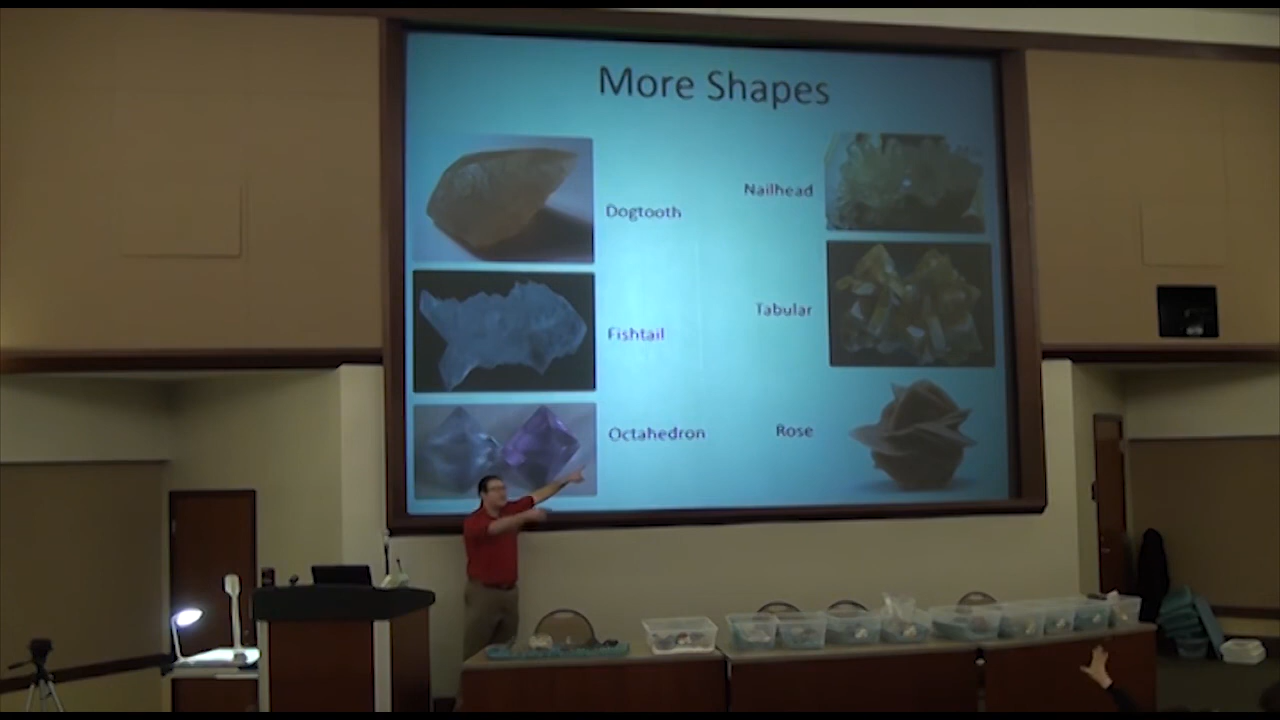 More Shapes
Dogtooth
Nailhead
Fishtail
Tabular
Octahedron
Rose